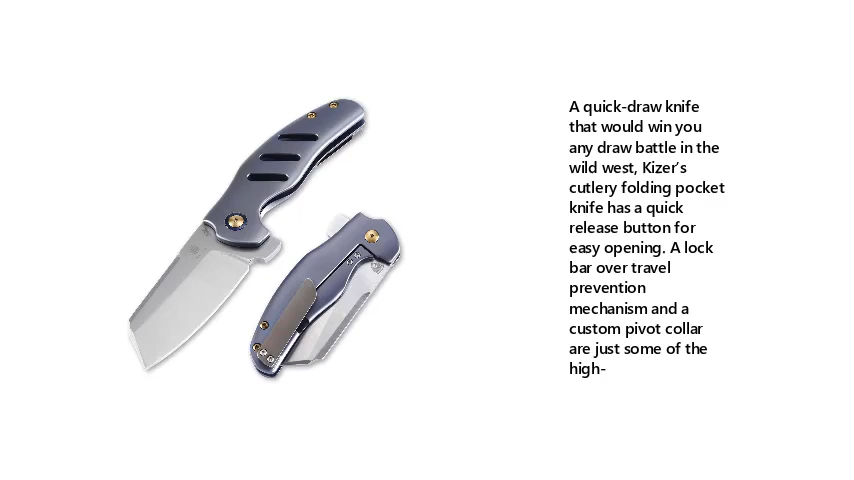 A quick-draw knife
that would win you
any draw battle in the
wild west, Kizer’s
cutlery folding pocket
knife has a quick
release button for
easy opening. A lock
bar over travel
prevention
mechanism and a
custom pivot collar
are just some of the
high-